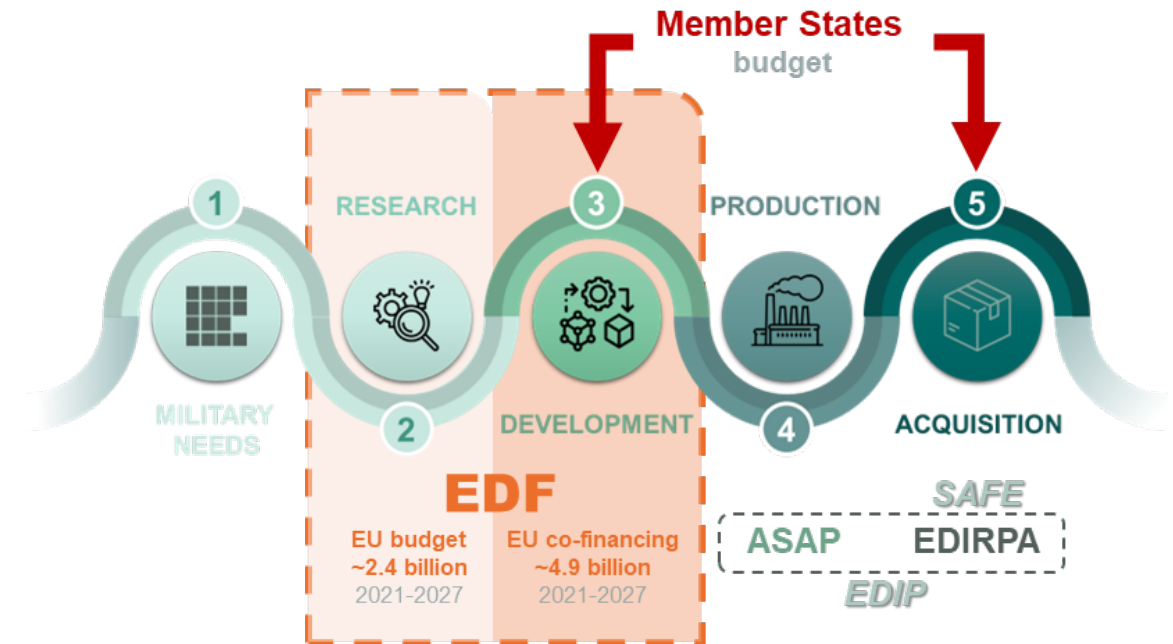 Member States
budget
1
RESEARCH
3
PRODUCTION
5
MILITARY
NEEDS
2
DEVELOPMENT
4
ACQUISITION
EDF
EU budget
~2.4 billion
2021-2027
EU co-financing
~4.9 billion
2021-2027
SAFE
ASAP
EDIRPA
EDIP